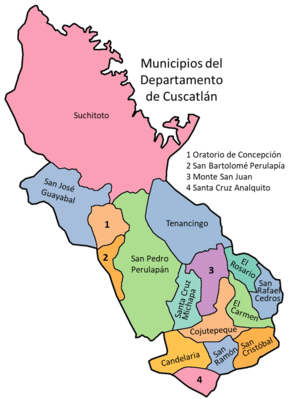 Municipios del
Departamento
de Cuscatlán
Suchitoto
1 Oratorio de Concepción
2 San Bartolomé Perulapía
3 Monte San Juan
4 Santa Cruz Analquito
San José
Guayabal
1
Tenancingo
2
San Pedro
Perulapán
3
El
Rosario
San
Rafael
Cedros
Santa Cruz
Michapa
El
Carmen
Cojutepeque
Candelaria
San
Ramón
San
Cristóbal
4